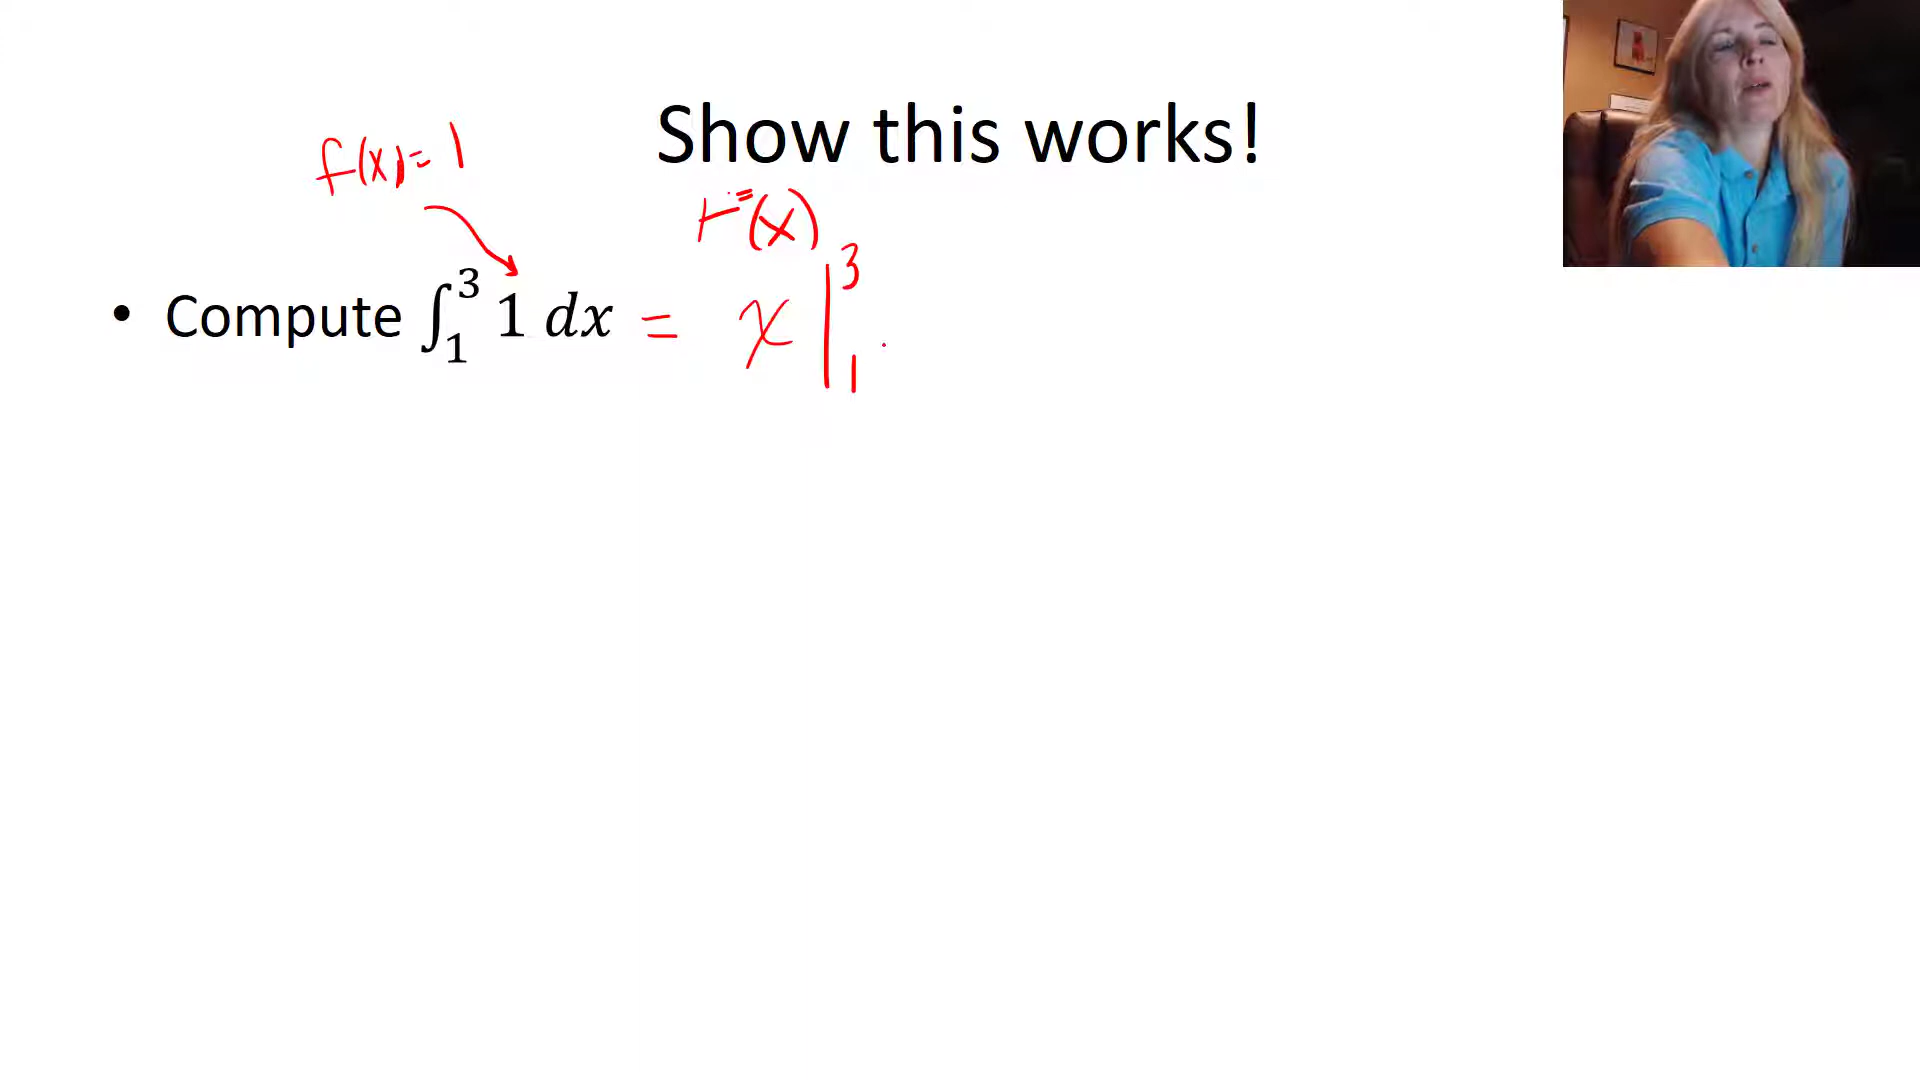 Show this works!
f(x) = 1
F(x)
• Compute ∫₁³ 1 dx = x |₁³